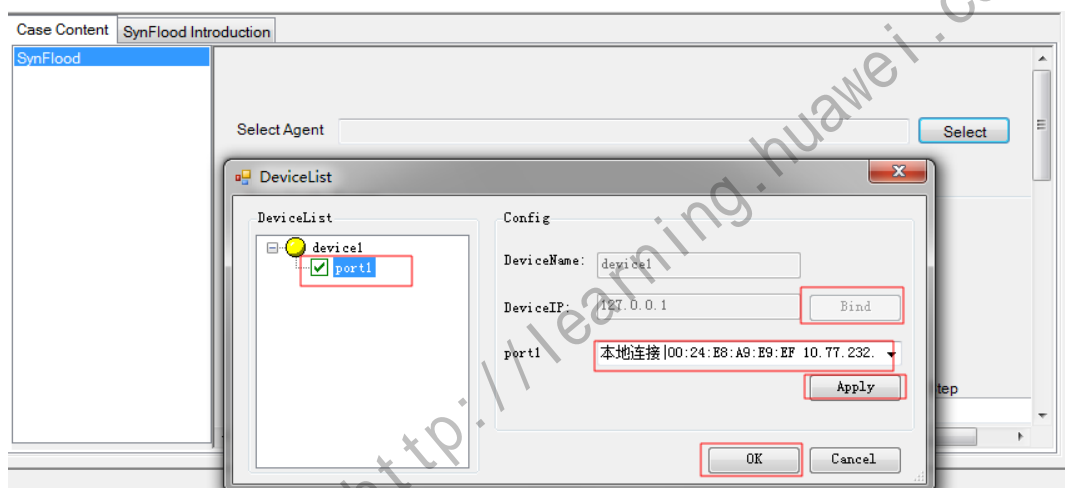 Case Content
SynFlood Introduction
SynFlood
Select Agent
Select
DeviceList
DeviceList
device1
port1
Config
DeviceName:
device1
DeviceIP:
127.0.0.1
Bind
port1
本地连接|00:24:E8:A9:E9:EF 10.77.232.
Apply
tep
OK
Cancel
http://learning.huawei.c